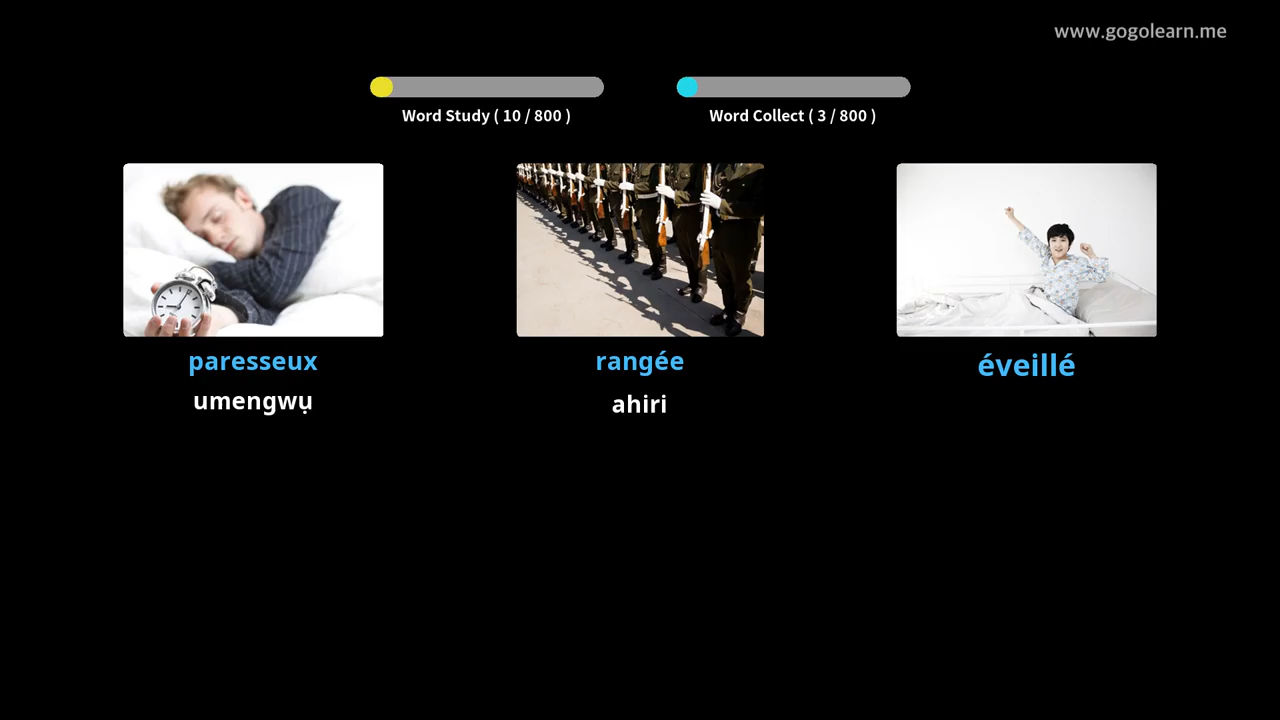 www.gogolearn.me
Word Study ( 10 / 800 )
Word Collect ( 3 / 800 )
paresseux
umengwụ
rangée
ahiri
éveillé